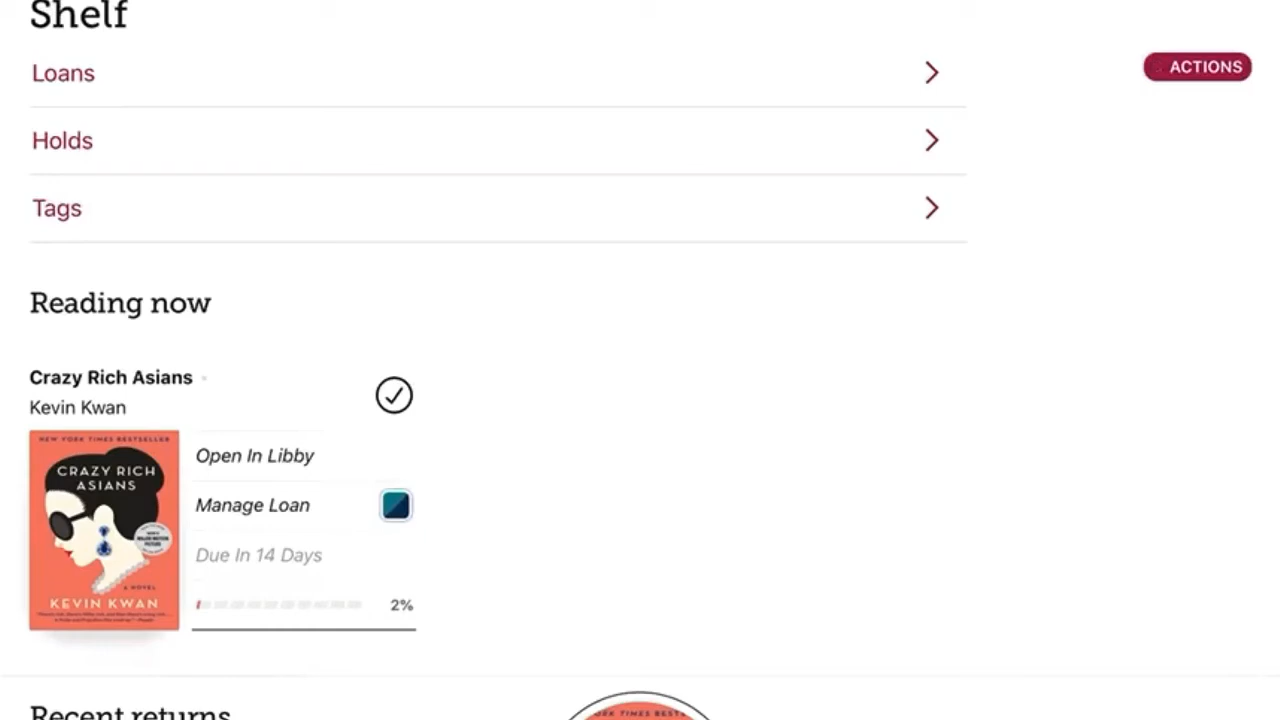 Shelf
Loans
ACTIONS
Holds
Tags
Reading now
Crazy Rich Asians
Kevin Kwan
NEW YORK TIMES BESTSELLER
CRAZY RICH
ASIANS
A NOVEL
KEVIN KWAN
Open In Libby
Manage Loan
Due In 14 Days
2%
Recent returns